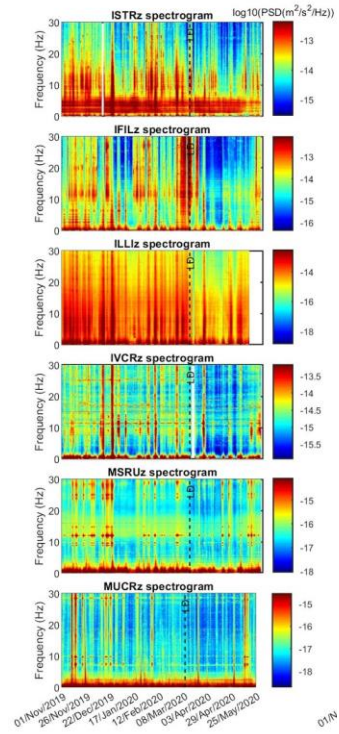 ISTRz spectrogram
log10(PSD(m²/s²/Hz))
Frequency (Hz)
30
20
10
0
LD
-13
-14
-15
IFILz spectrogram
Frequency (Hz)
30
20
10
0
LD
-13
-14
-15
-16
ILLIz spectrogram
Frequency (Hz)
30
20
10
0
LD
-14
-16
-18
IVCRz spectrogram
Frequency (Hz)
30
20
10
0
LD
-13.5
-14
-14.5
-15
-15.5
MSRUz spectrogram
Frequency (Hz)
30
20
10
0
LD
-15
-16
-17
-18
MUCRz spectrogram
Frequency (Hz)
30
20
10
0
LD
-15
-16
-17
-18
01/Nov/2019
26/Nov/2019
22/Dec/2019
17/Jan/2020
12/Feb/2020
08/Mar/2020
03/Apr/2020
29/Apr/2020
25/May/2020
01/N